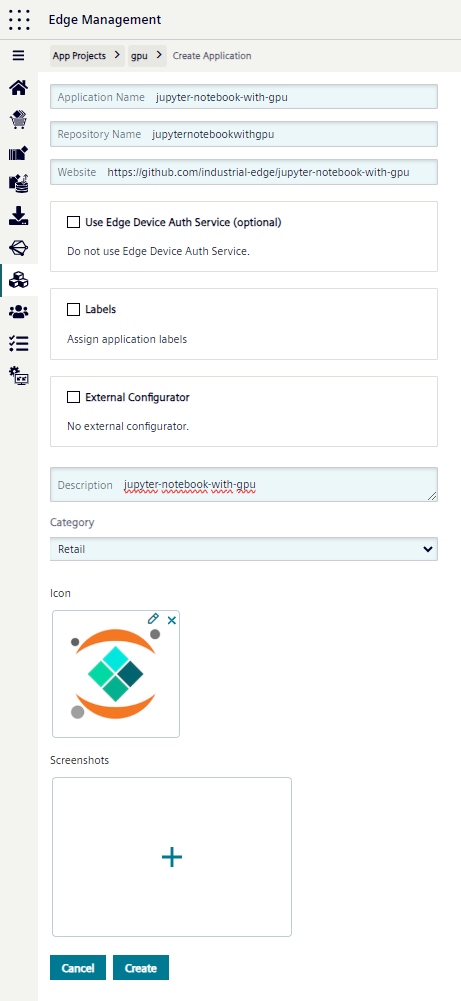 Edge Management
App Projects > gpu > Create Application
Application Name jupyter-notebook-with-gpu
Repository Name jupyternotebookwithgpu
Website https://github.com/industrial-edge/jupyter-notebook-with-gpu
Use Edge Device Auth Service (optional)
Do not use Edge Device Auth Service.
Labels
Assign application labels
External Configurator
No external configurator.
Description jupyter-notebook-with-gpu
Category
Retail
Icon
Screenshots
Cancel Create